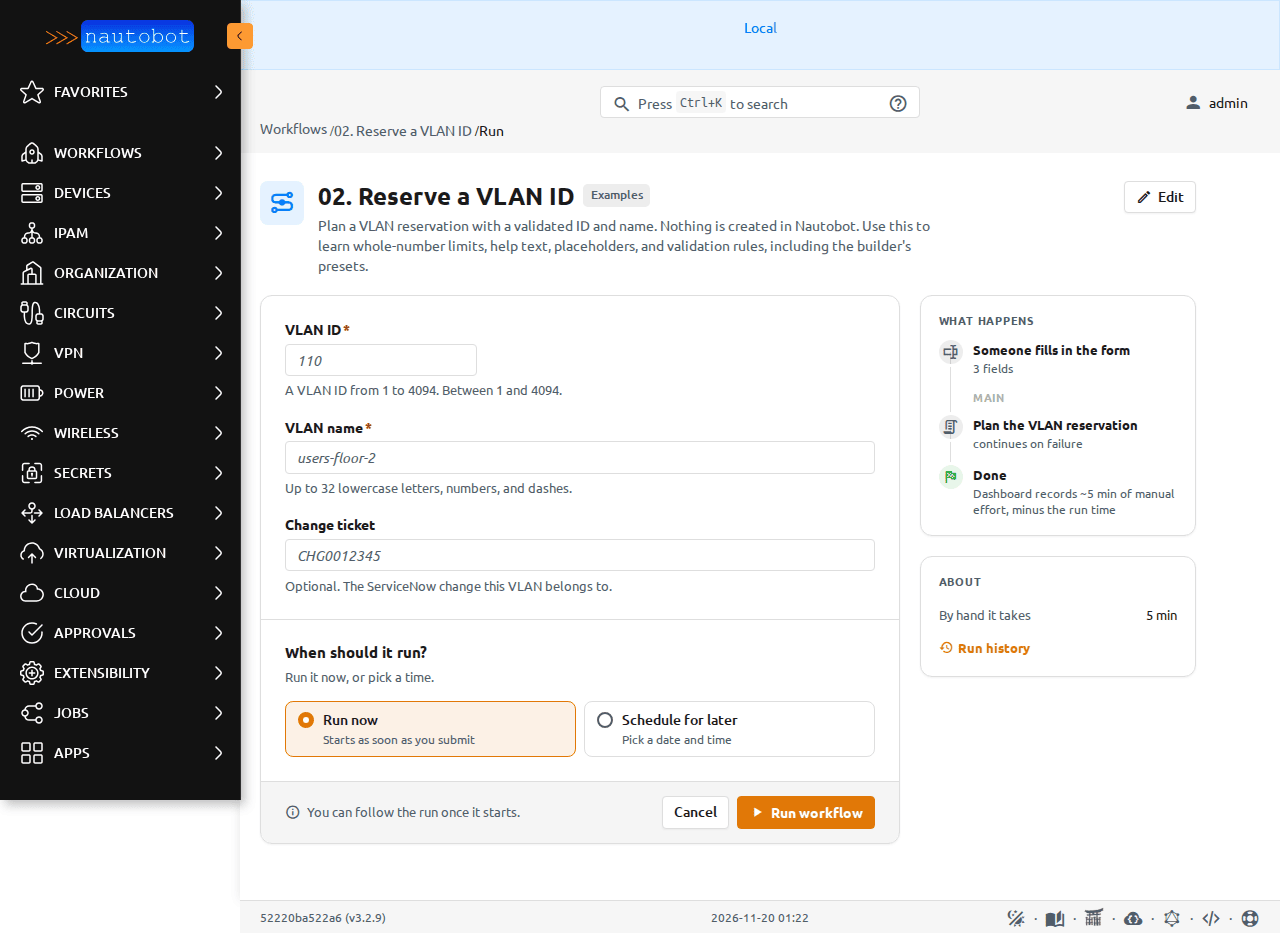 nautobot
FAVORITES
WORKFLOWS
DEVICES
IPAM
ORGANIZATION
CIRCUITS
VPN
POWER
WIRELESS
SECRETS
LOAD BALANCERS
VIRTUALIZATION
CLOUD
APPROVALS
EXTENSIBILITY
JOBS
APPS
Local
Press Ctrl+K to search
admin
Workflows /02. Reserve a VLAN ID /Run
02. Reserve a VLAN ID Examples
Edit
Plan a VLAN reservation with a validated ID and name. Nothing is created in Nautobot. Use this to
learn whole-number limits, help text, placeholders, and validation rules, including the builder's
presets.
VLAN ID*
110
A VLAN ID from 1 to 4094. Between 1 and 4094.
VLAN name*
users-floor-2
Up to 32 lowercase letters, numbers, and dashes.
Change ticket
CHG0012345
Optional. The ServiceNow change this VLAN belongs to.
When should it run?
Run it now, or pick a time.
Run now
Starts as soon as you submit
Schedule for later
Pick a date and time
You can follow the run once it starts.
Cancel
Run workflow
WHAT HAPPENS
Someone fills in the form
3 fields
MAIN
Plan the VLAN reservation
continues on failure
Done
Dashboard records ~5 min of manual
effort, minus the run time
ABOUT
By hand it takes 5 min
Run history
52220ba522a6 (v3.2.9)
2026-11-20 01:22